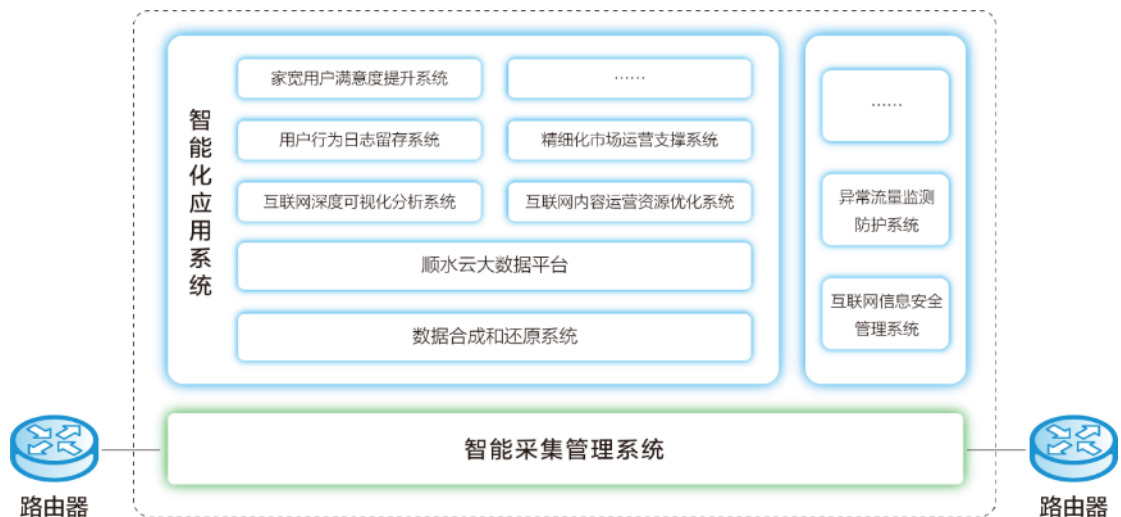 智能化应用系统
家宽用户满意度提升系统
……
用户行为日志留存系统
精细化市场运营支撑系统
互联网深度可视化分析系统
互联网内容运营资源优化系统
顺水云大数据平台
数据合成和还原系统
……
异常流量监测
防护系统
互联网信息安全
管理系统
智能采集管理系统
路由器
路由器